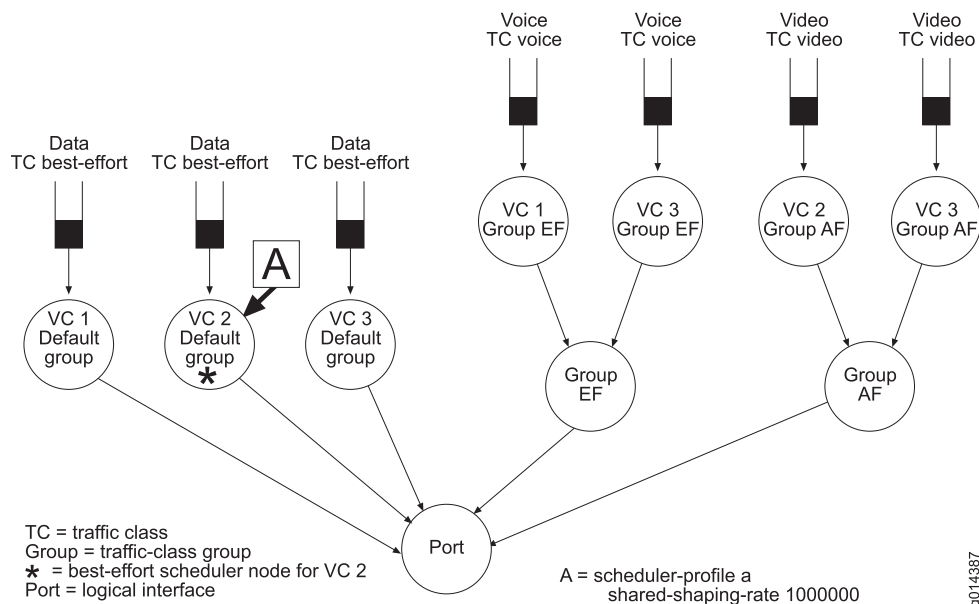 Voice
TC voice
Voice
TC voice
Video
TC video
Video
TC video
Data
TC best-effort
Data
TC best-effort
Data
TC best-effort
VC 1
Group EF
VC 3
Group EF
VC 2
Group AF
VC 3
Group AF
A
VC 1
Default
group
VC 2
Default
group
*
VC 3
Default
group
Group
EF
Group
AF
Port
TC = traffic class
Group = traffic-class group
* = best-effort scheduler node for VC 2
Port = logical interface
A = scheduler-profile a
shared-shaping-rate 1000000
g014387